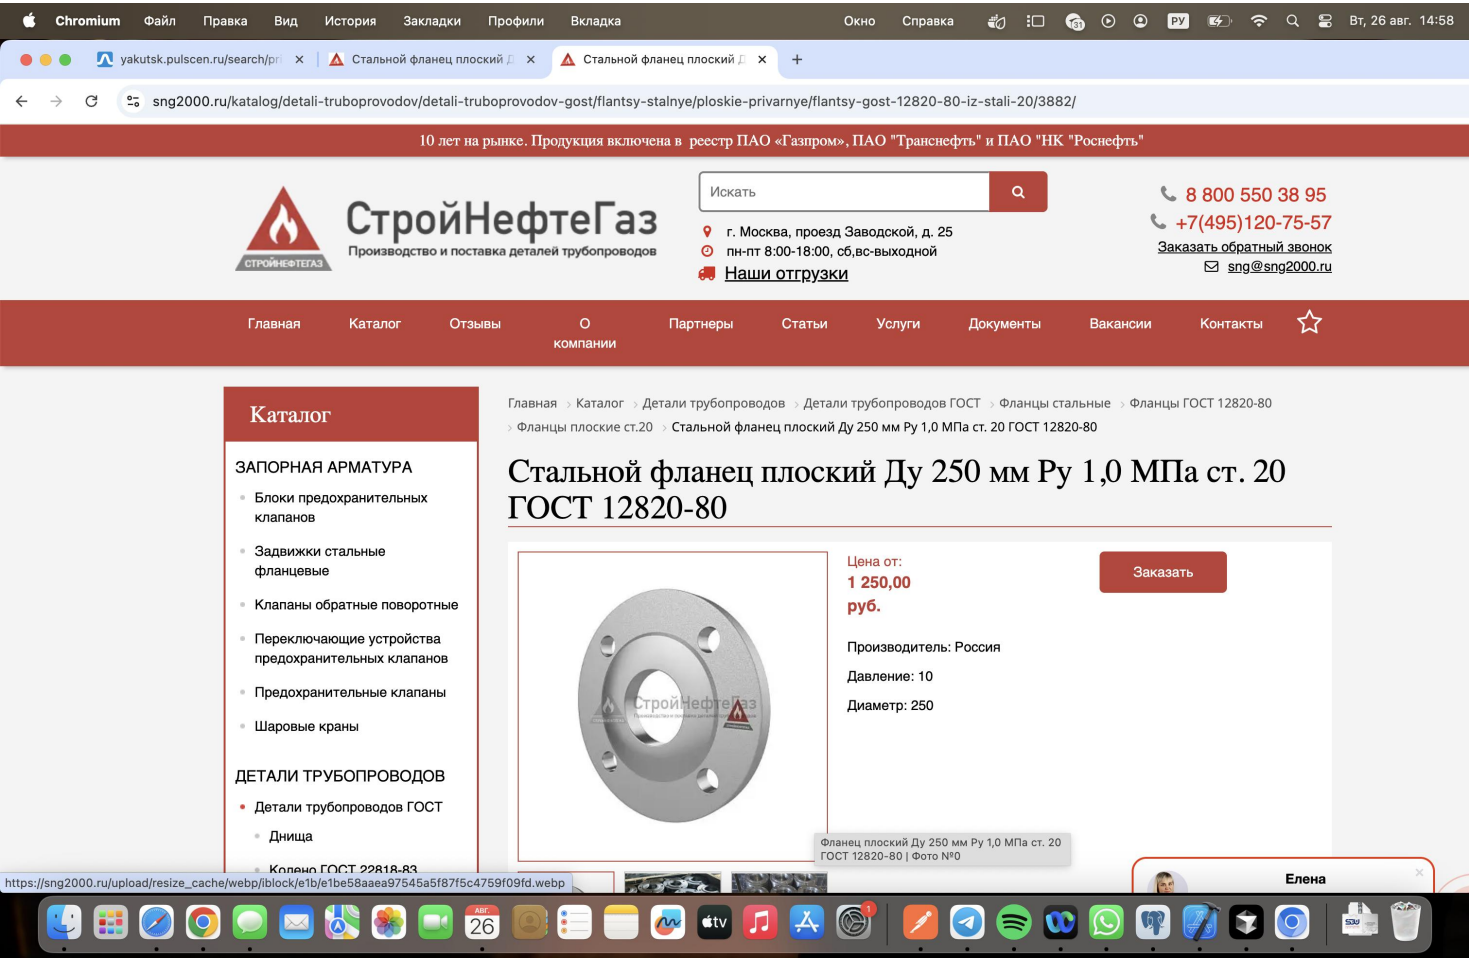 Chromium Файл Правка Вид История Закладки Профили Вкладка Окно Справка 31 РУ Вт, 26 авг. 14:58
yakutsk.pulscen.ru/search/pri Стальной фланец плоский Д Стальной фланец плоский Д
sng2000.ru/katalog/detali-truboprovodov/detali-truboprovodov-gost/flantsy-stalnye/ploskie-privarnye/flantsy-gost-12820-80-iz-stali-20/3882/
10 лет на рынке. Продукция включена в реестр ПАО «Газпром», ПАО "Транснефть" и ПАО "НК "Роснефть"
СТРОЙНЕФТЕГАЗ
СтройНефтеГаз
Производство и поставка деталей трубопроводов
Искать
г. Москва, проезд Заводской, д. 25
пн-пт 8:00-18:00, сб,вс-выходной
Наши отгрузки
8 800 550 38 95
+7(495)120-75-57
Заказать обратный звонок
sng@sng2000.ru
Главная Каталог Отзывы О компании Партнеры Статьи Услуги Документы Вакансии Контакты
Каталог
ЗАПОРНАЯ АРМАТУРА
Блоки предохранительных
клапанов
Задвижки стальные
фланцевые
Клапаны обратные поворотные
Переключающие устройства
предохранительных клапанов
Предохранительные клапаны
Шаровые краны
ДЕТАЛИ ТРУБОПРОВОДОВ
Детали трубопроводов ГОСТ
Днища
Колено ГОСТ 22818-83
Главная › Каталог › Детали трубопроводов › Детали трубопроводов ГОСТ › Фланцы стальные › Фланцы ГОСТ 12820-80
› Фланцы плоские ст.20 › Стальной фланец плоский Ду 250 мм Ру 1,0 МПа ст. 20 ГОСТ 12820-80
Стальной фланец плоский Ду 250 мм Ру 1,0 МПа ст. 20
ГОСТ 12820-80
СтройНефтеГаз
Цена от:
1 250,00
руб.
Заказать
Производитель: Россия
Давление: 10
Диаметр: 250
Фланец плоский Ду 250 мм Ру 1,0 МПа ст. 20
ГОСТ 12820-80 | Фото №0
Елена
https://sng2000.ru/upload/resize_cache/webp/iblock/e1b/e1be58aaea97545a5f87f5c4759f09fd.webp
АВГ.
26
tv
1